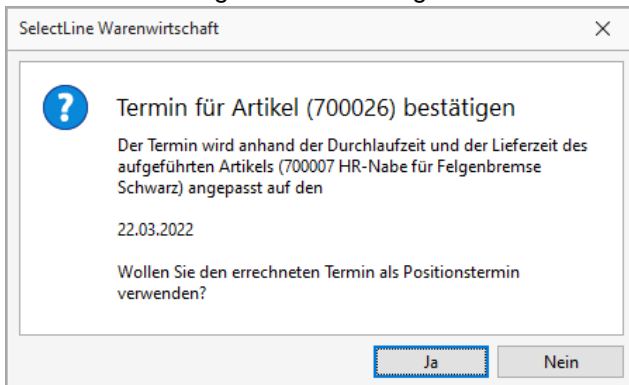 SelectLine Warenwirtschaft
Termin für Artikel (700026) bestätigen
Der Termin wird anhand der Durchlaufzeit und der Lieferzeit des
aufgeführten Artikels (700007 HR-Nabe für Felgenbremse
Schwarz) angepasst auf den
22.03.2022
Wollen Sie den errechneten Termin als Positionstermin
verwenden?
Ja Nein